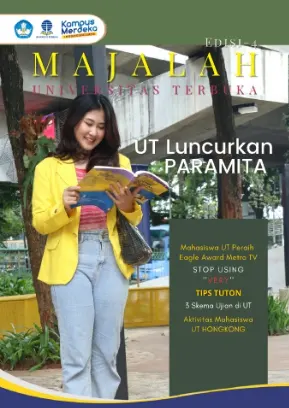 Kampus
Merdeka
EDISI-4
MAJALAH
UNIVERSITAS TERBUKA
UT Luncurkan
PARAMITA
Mahasiswa UT Peraih
Eagle Award Metro TV
STOP USING
"VERY"
TIPS TUTON
3 Skema Ujian di UT
Aktivitas Mahasiswa
UT HONGKONG